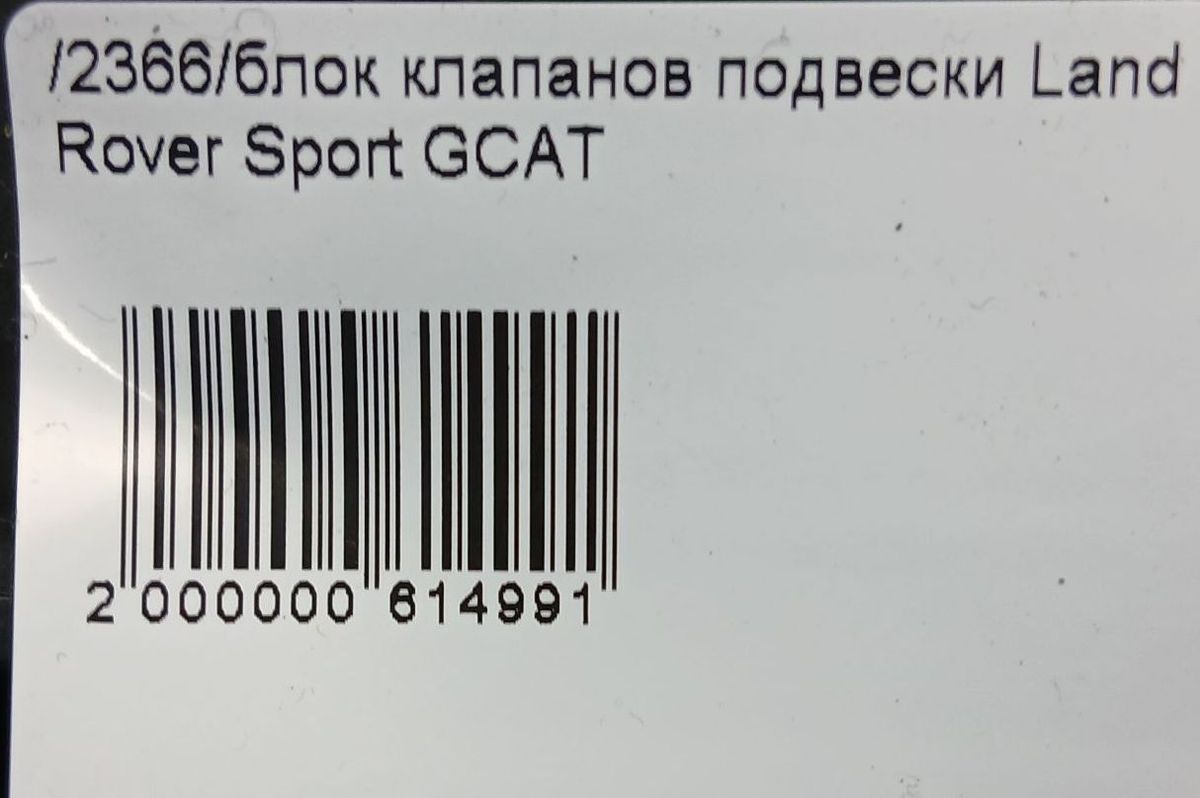 /2366/блок клапанов подвески Land
Rover Sport GCAT
2 000000 614991